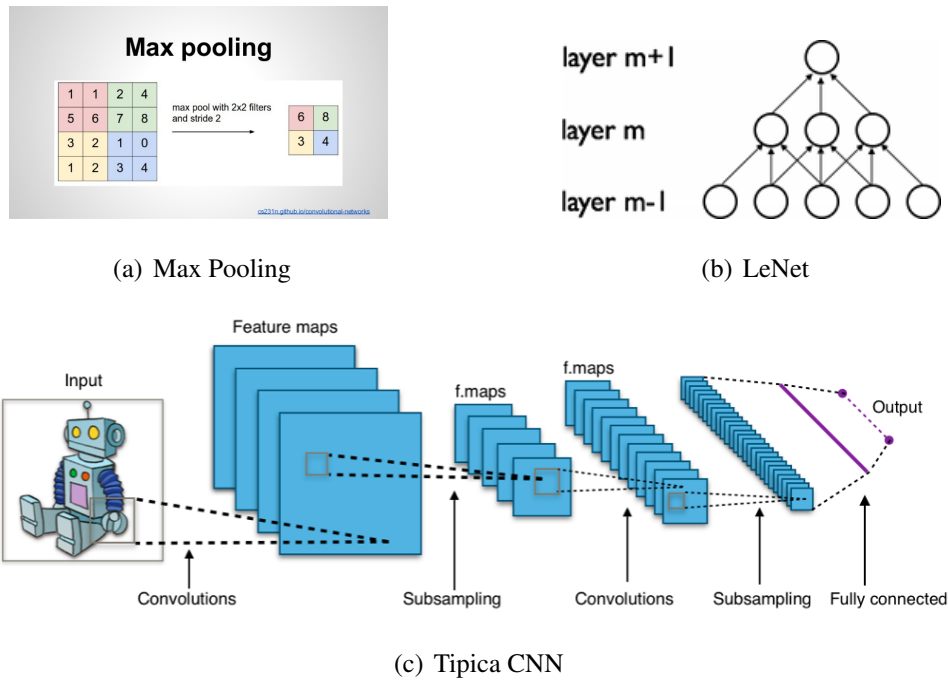 Max pooling
1 1 2 4
5 6 7 8
3 2 1 0
1 2 3 4
max pool with 2x2 filters
and stride 2
6 8
3 4
cs231n.github.io/convolutional-networks
(a) Max Pooling
layer m+1
layer m
layer m-1
(b) LeNet
Input
Feature maps
f.maps
f.maps
Output
Convolutions
Subsampling
Convolutions
Subsampling
Fully connected
(c) Tipica CNN